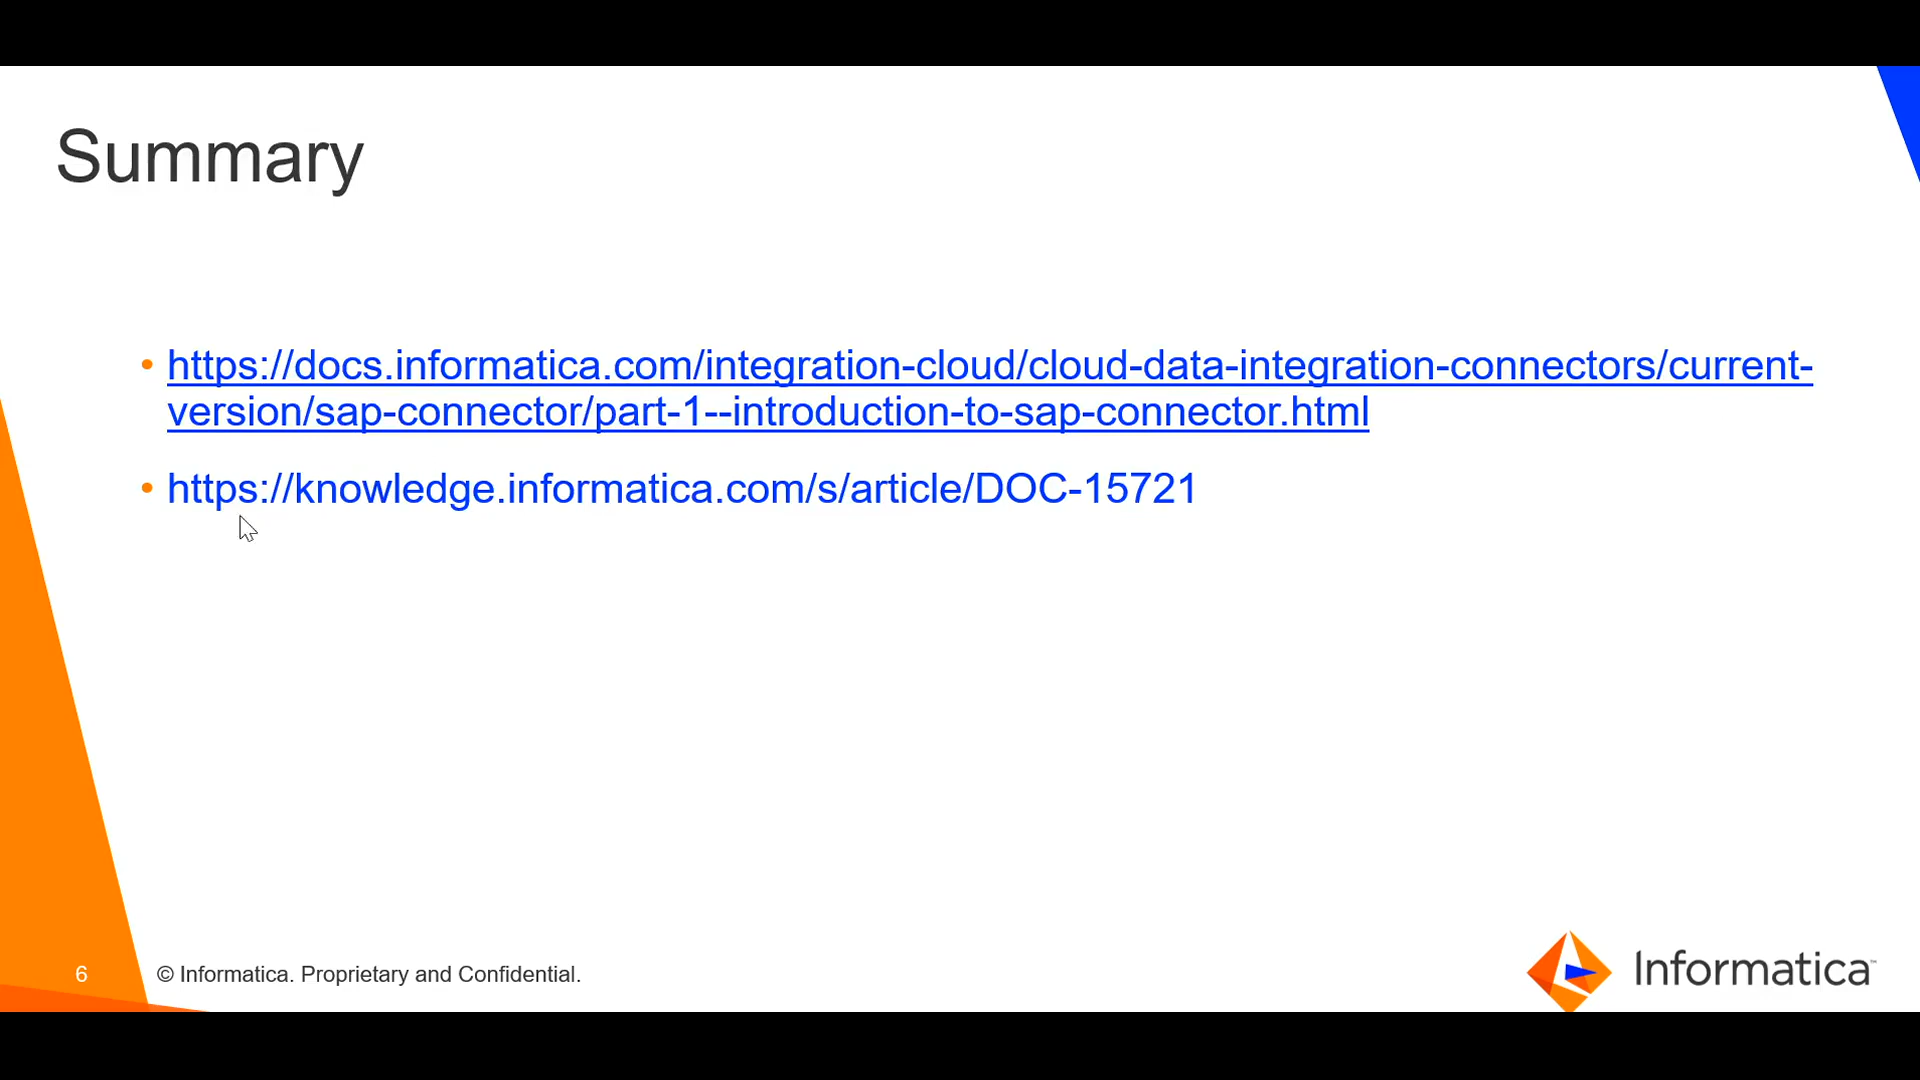 Summary
• https://docs.informatica.com/integration-cloud/cloud-data-integration-connectors/current-
version/sap-connector/part-1--introduction-to-sap-connector.html
• https://knowledge.informatica.com/s/article/DOC-15721
6
© Informatica. Proprietary and Confidential.
Informatica™